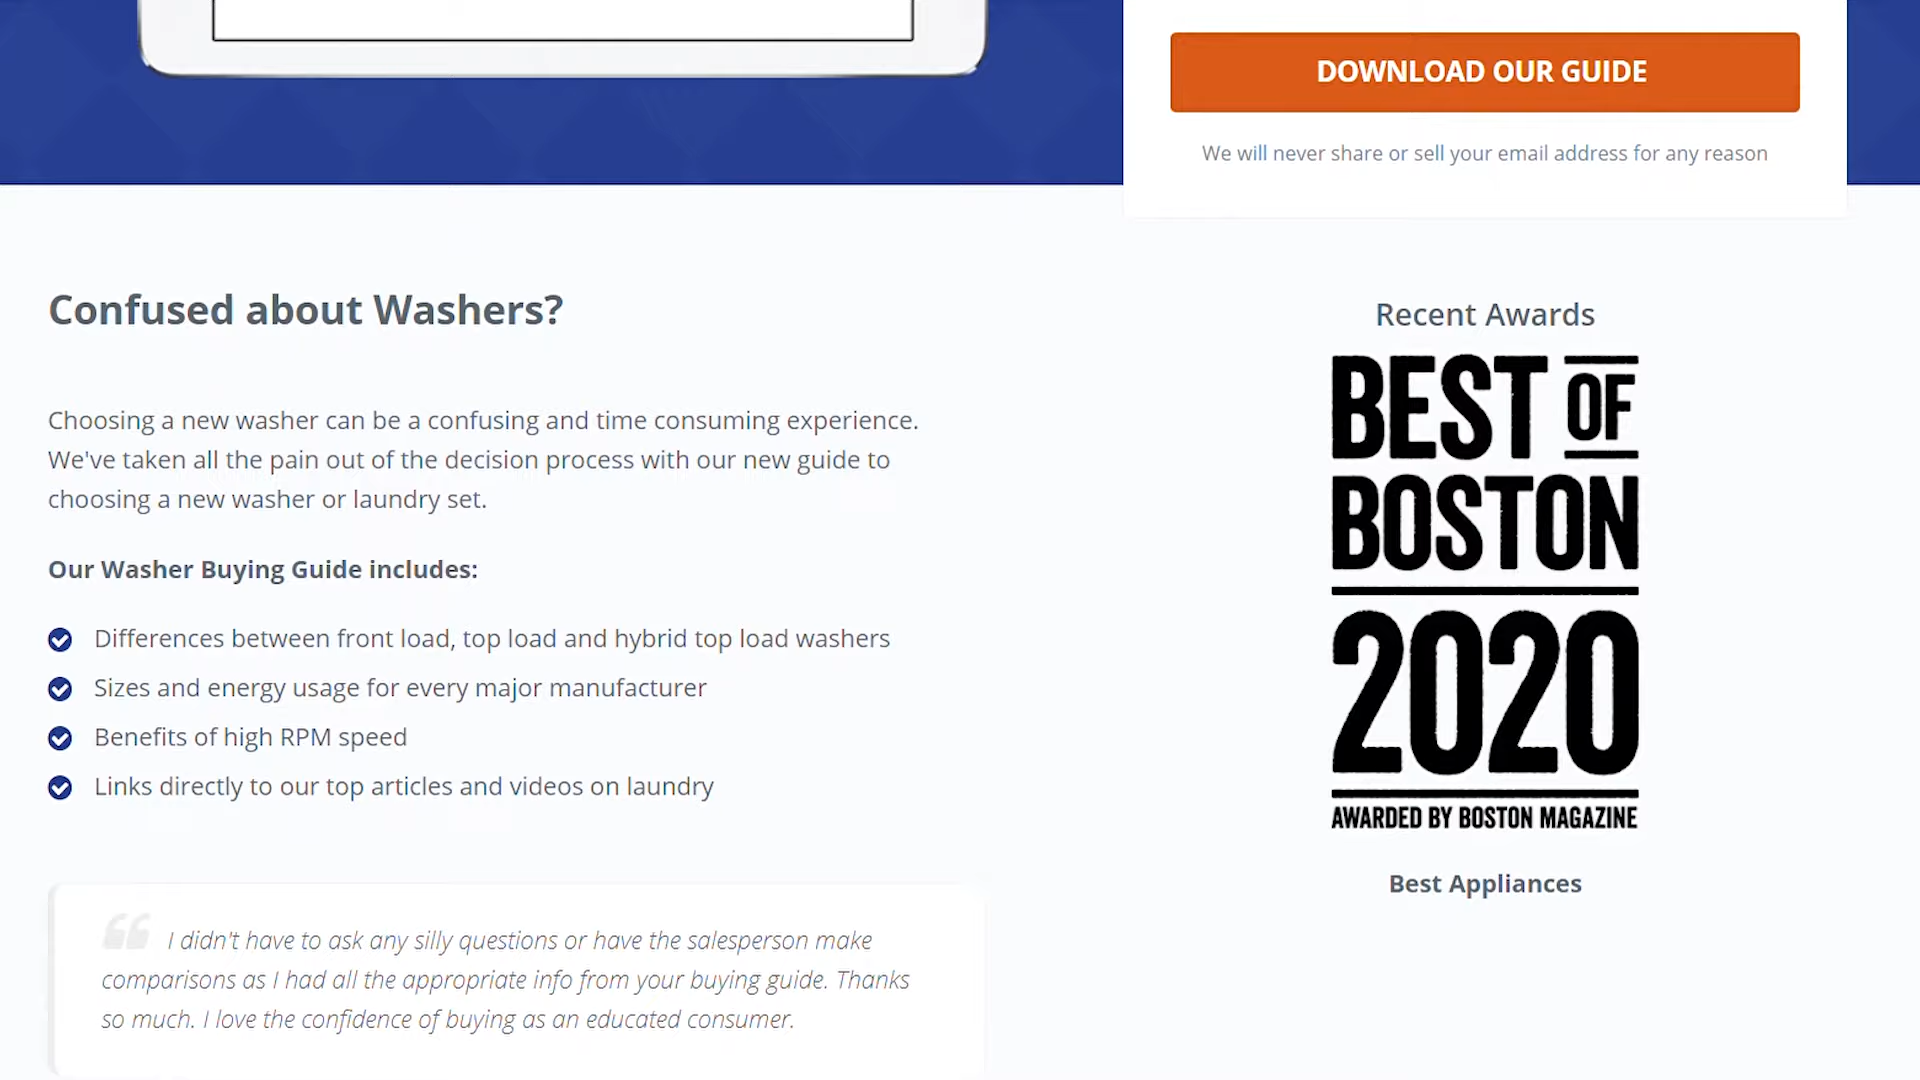 DOWNLOAD OUR GUIDE
We will never share or sell your email address for any reason
Confused about Washers?
Choosing a new washer can be a confusing and time consuming experience.
We've taken all the pain out of the decision process with our new guide to
choosing a new washer or laundry set.
Our Washer Buying Guide includes:
Differences between front load, top load and hybrid top load washers
Sizes and energy usage for every major manufacturer
Benefits of high RPM speed
Links directly to our top articles and videos on laundry
“ I didn't have to ask any silly questions or have the salesperson make
comparisons as I had all the appropriate info from your buying guide. Thanks
so much. I love the confidence of buying as an educated consumer.
Recent Awards
BEST OF
BOSTON
2020
AWARDED BY BOSTON MAGAZINE
Best Appliances